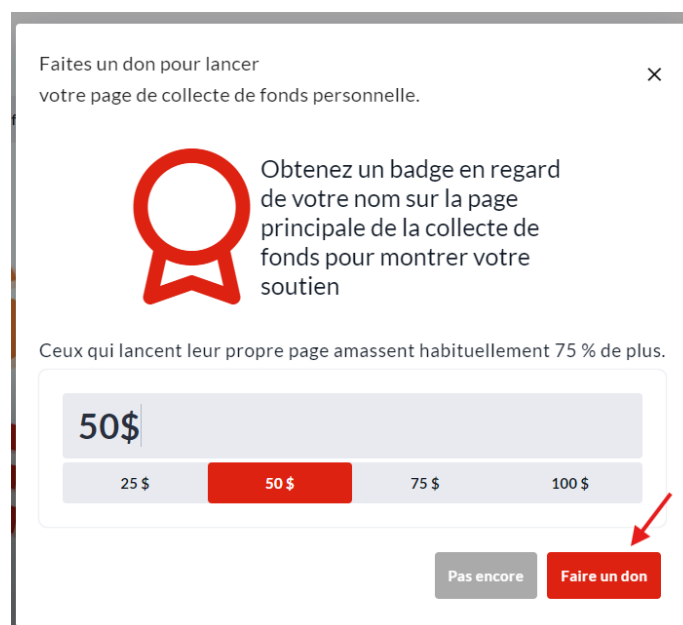 Faites un don pour lancer
votre page de collecte de fonds personnelle.
Obtenez un badge en regard
de votre nom sur la page
principale de la collecte de
fonds pour montrer votre
soutien
Ceux qui lancent leur propre page amassent habituellement 75 % de plus.
50$
25 $ 50 $ 75 $ 100 $
Pas encore Faire un don